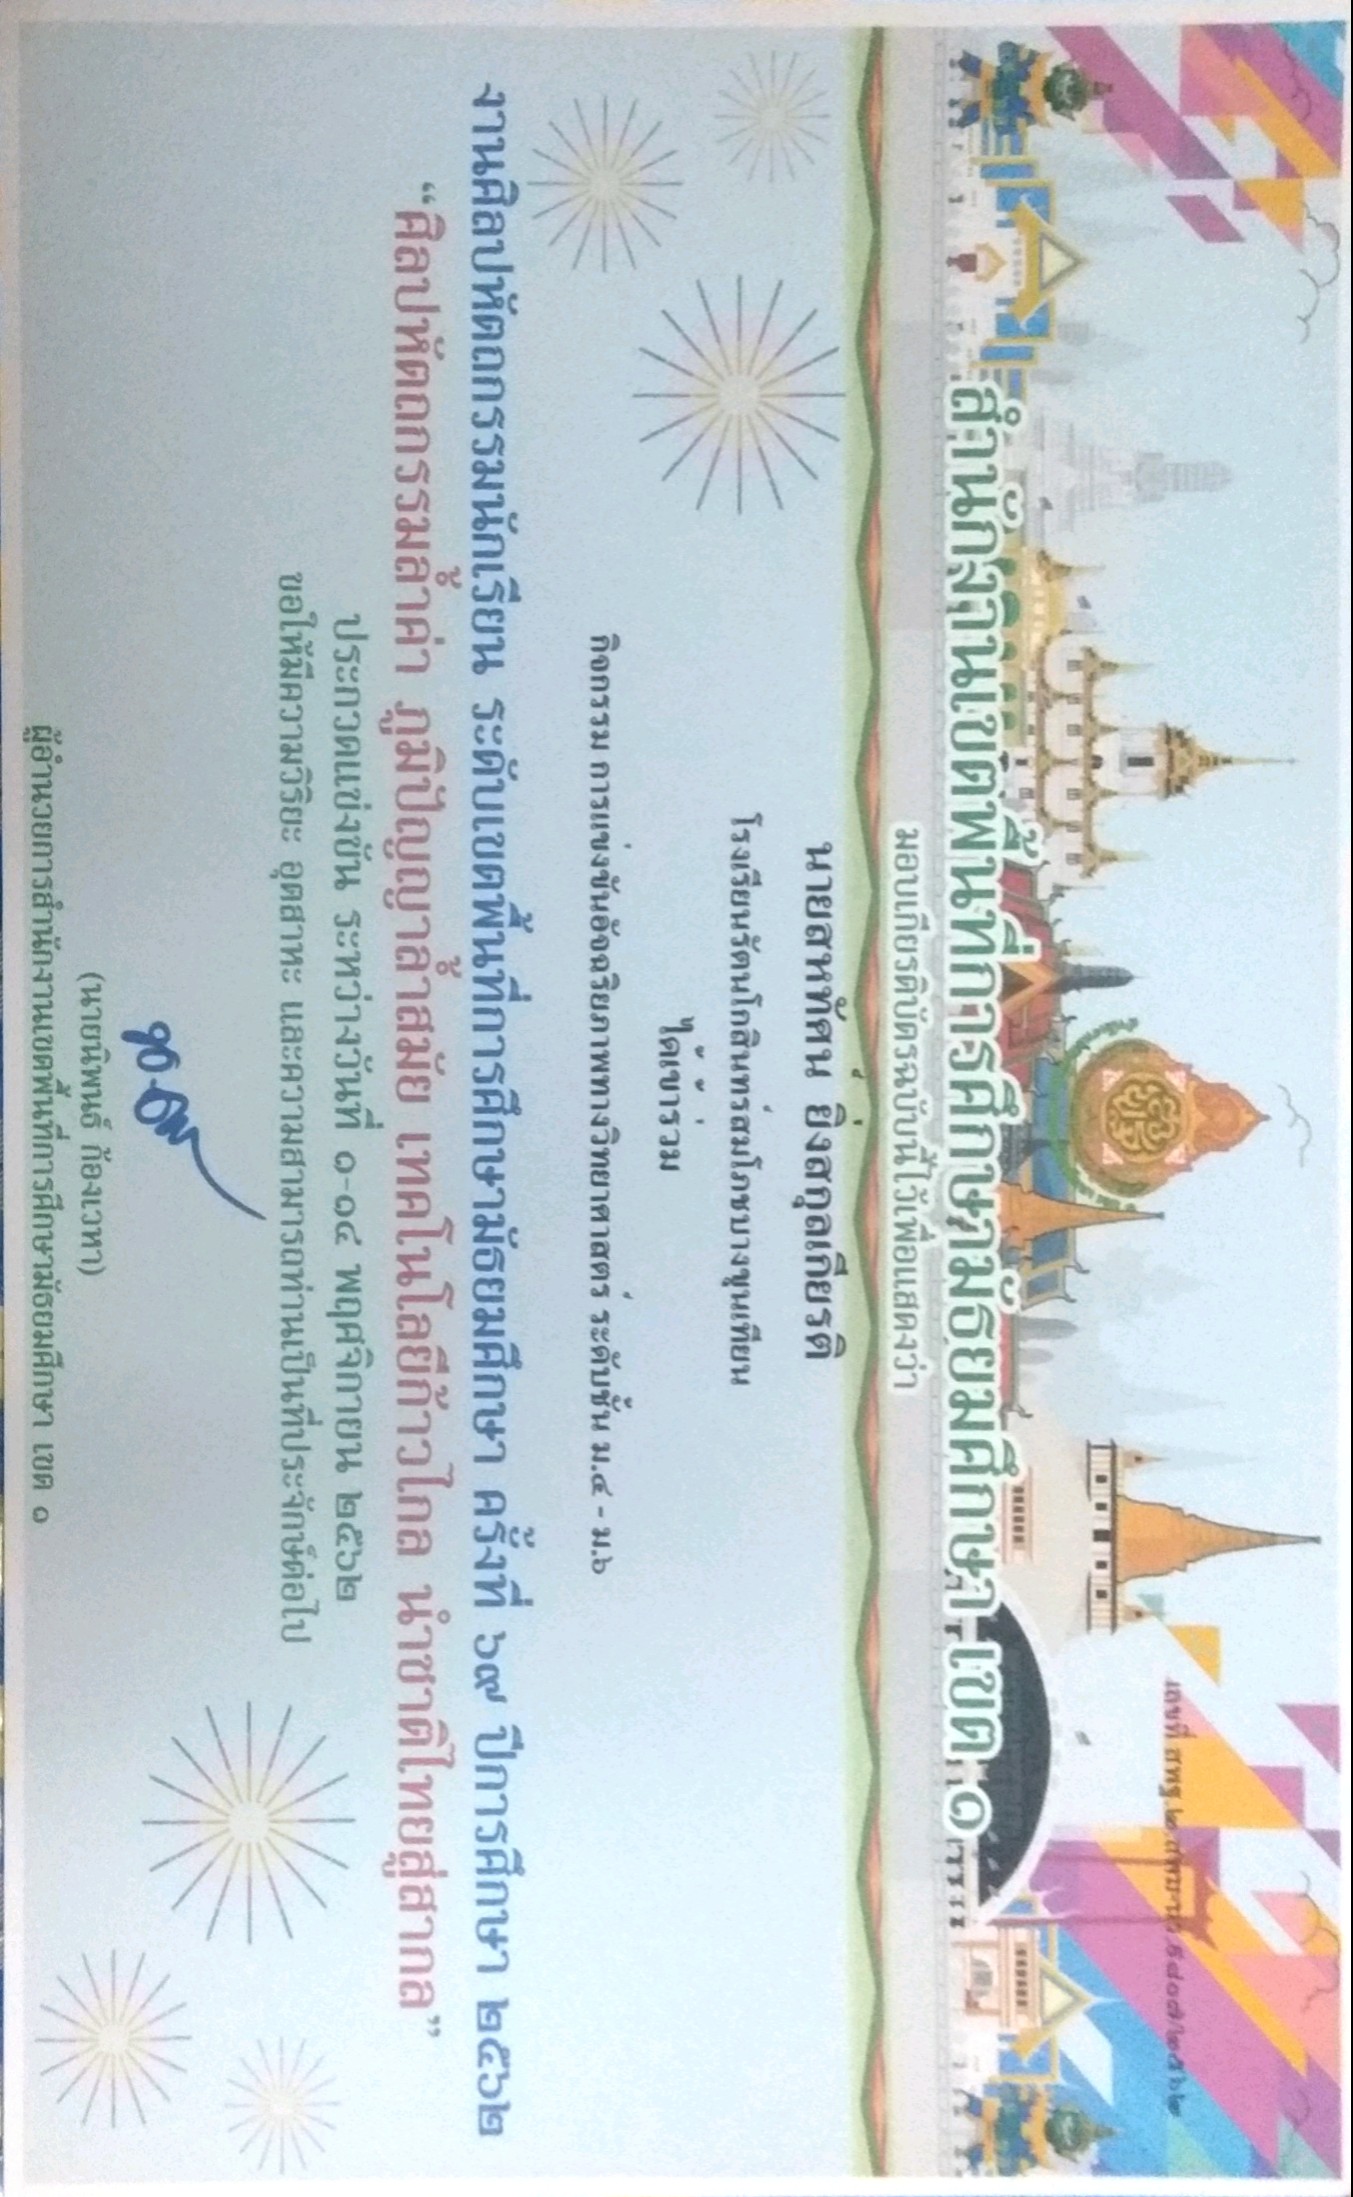 เลขที่ สพฐ.๒
สำนักงานเขตพื้นที่การศึกษามัธยมศึกษา เขต ๑
มอบเกียรติบัตรฉบับนี้ไว้เพื่อแสดงว่า
นายสหทัศน์ ยิ่งสกุลเกียรติ
โรงเรียนรัตนโกสินทร์สมโภชบางขุนเทียน
ได้เข้าร่วม
กิจกรรม การแข่งขันอัจฉริยภาพทางวิทยาศาสตร์ ระดับชั้น ม.๔ - ม.๖
งานศิลปหัตถกรรมนักเรียน ระดับเขตพื้นที่การศึกษามัธยมศึกษา ครั้งที่ ๖๙ ปีการศึกษา ๒๕๖๒
“ศิลปหัตถกรรมล้ำค่า ภูมิปัญญาล้ำสมัย เทคโนโลยีก้าวไกล นำชาติไทยสู่สากล”
ประกวดแข่งขัน ระหว่างวันที่ ๑-๑๔ พฤศจิกายน ๒๕๖๒
ขอให้มีความวิริยะ อุตสาหะ และความสามารถท่านเป็นที่ประจักษ์ต่อไป
(นายนิพนธ์ ก้องเวหา)
ผู้อำนวยการสำนักงานเขตพื้นที่การศึกษามัธยมศึกษา เขต ๑